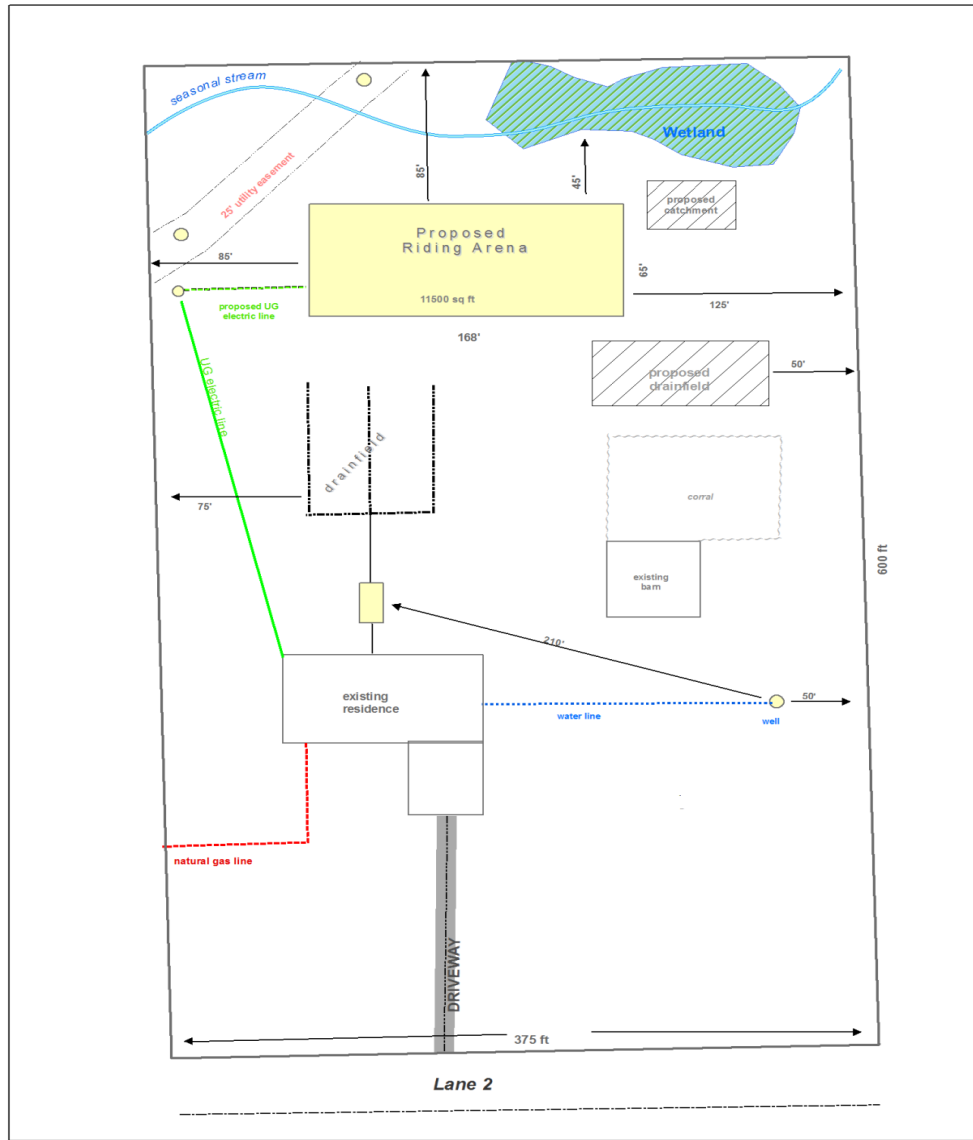 seasonal stream
Wetland
25' utility easement
85'
45'
proposed
catchment
Proposed
Riding Arena
85'
65'
11500 sq ft
125'
proposed UG
electric line
168'
UG electric line
proposed
drainfield
50'
drainfield
corral
75'
600 ft
existing
barn
210'
existing
residence
50'
water line
well
natural gas line
DRIVEWAY
375 ft
Lane 2